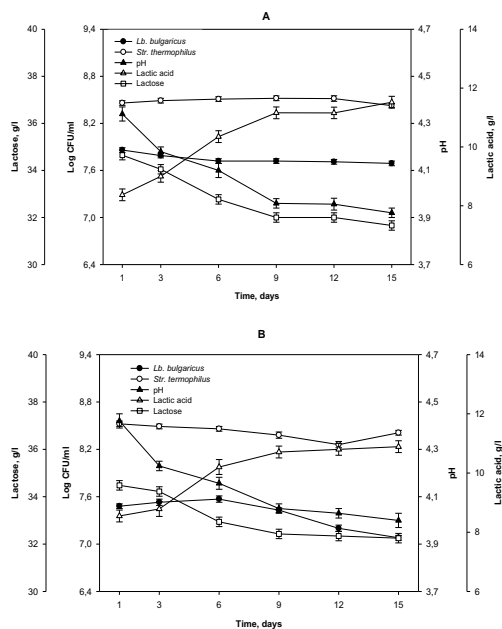 A
40
38
36
34
32
30
Lactose, g/l
9,4
8,8
8,2
7,6
7,0
6,4
Log CFU/ml
Lb. bulgaricus
Str. thermophilus
pH
Lactic acid
Lactose
4,7
4,5
4,3
4,1
3,9
3,7
pH
14
12
10
8
6
Lactic acid, g/l
1 3 6 9 12 15
Time, days
B
40
38
36
34
32
30
Lactose, g/l
9,4
8,8
8,2
7,6
7,0
6,4
Log CFU/ml
Lb. bulgaricus
Str. termophilus
pH
Lactic acid
Lactose
4,7
4,5
4,3
4,1
3,9
3,7
pH
14
12
10
8
6
Lactic acid, g/l
1 3 6 9 12 15
Time, days